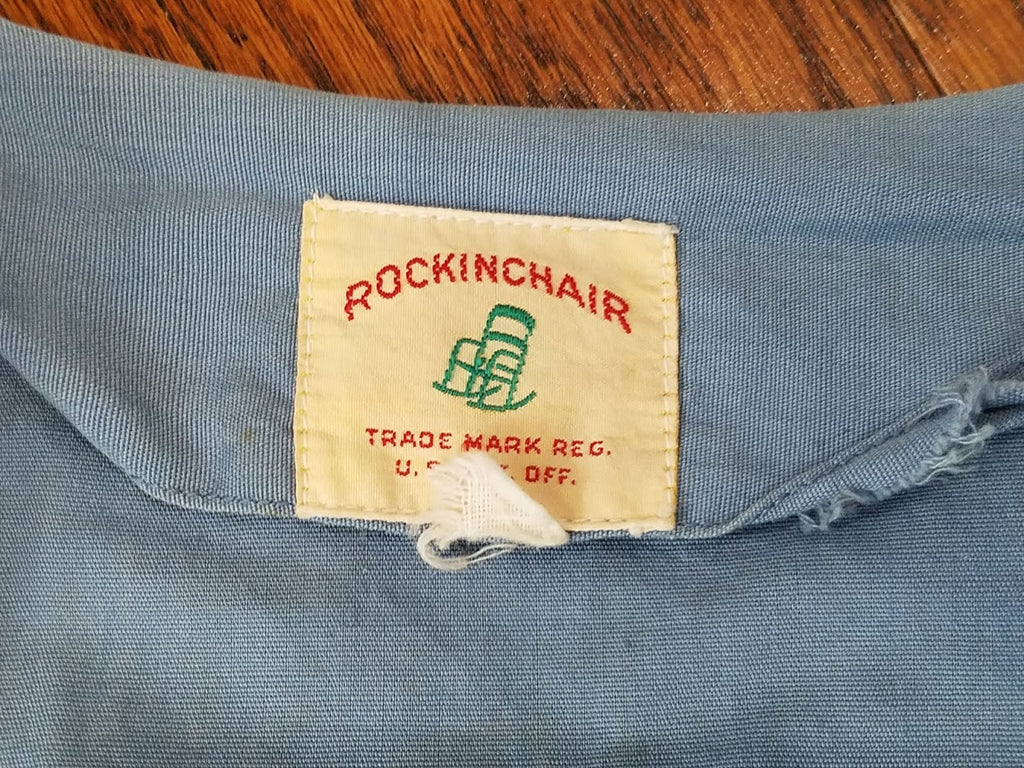 ROCKINCHAIR
TRADE MARK REG.
U. OFF.